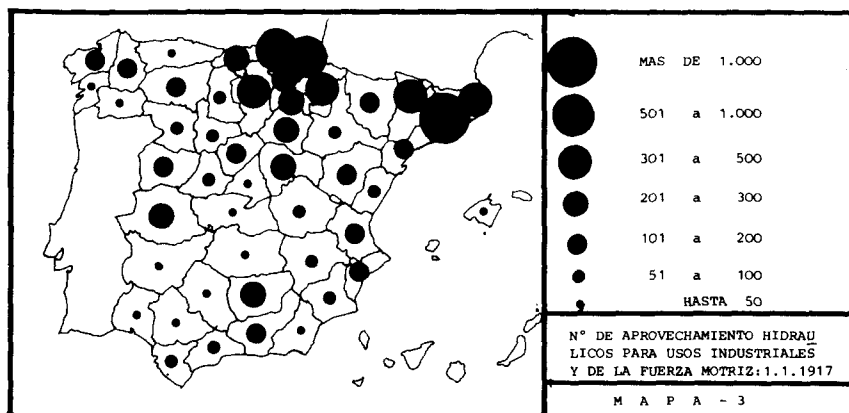 MAS DE 1.000
501 a 1.000
301 a 500
201 a 300
101 a 200
51 a 100
HASTA 50
N° DE APROVECHAMIENTO HIDRAU
LICOS PARA USOS INDUSTRIALES
Y DE LA FUERZA MOTRIZ:1.1.1917
M A P A - 3